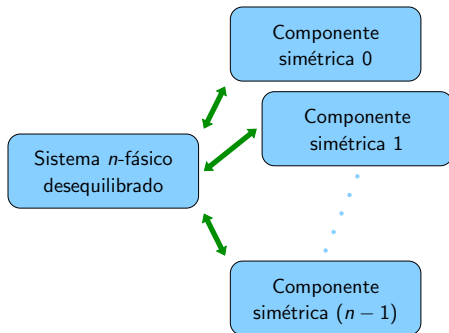 Componente
simétrica 0
Componente
simétrica 1
Sistema n-fásico
desequilibrado
Componente
simétrica (n − 1)